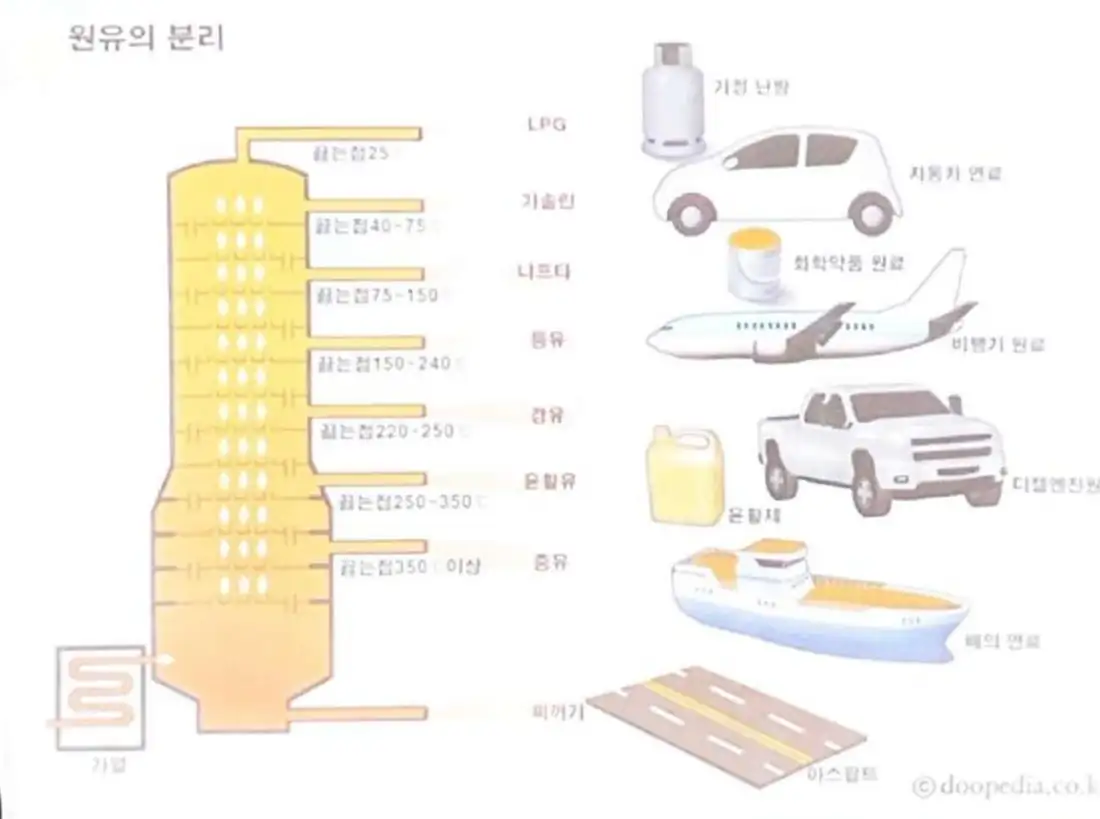 원유의 분리
LPG
가정 난방
끓는점25
가솔린
자동차 연료
끓는점40~75℃
나프타
화학약품 원료
끓는점75~150
등유
비행기 원료
끓는점150~240℃
경유
디젤엔진원
끓는점220~250℃
윤활유
윤활제
끓는점250~350℃
중유
배의 연료
끓는점350℃ 이상
찌꺼기
아스팔트
가열
©doopedia.co.k